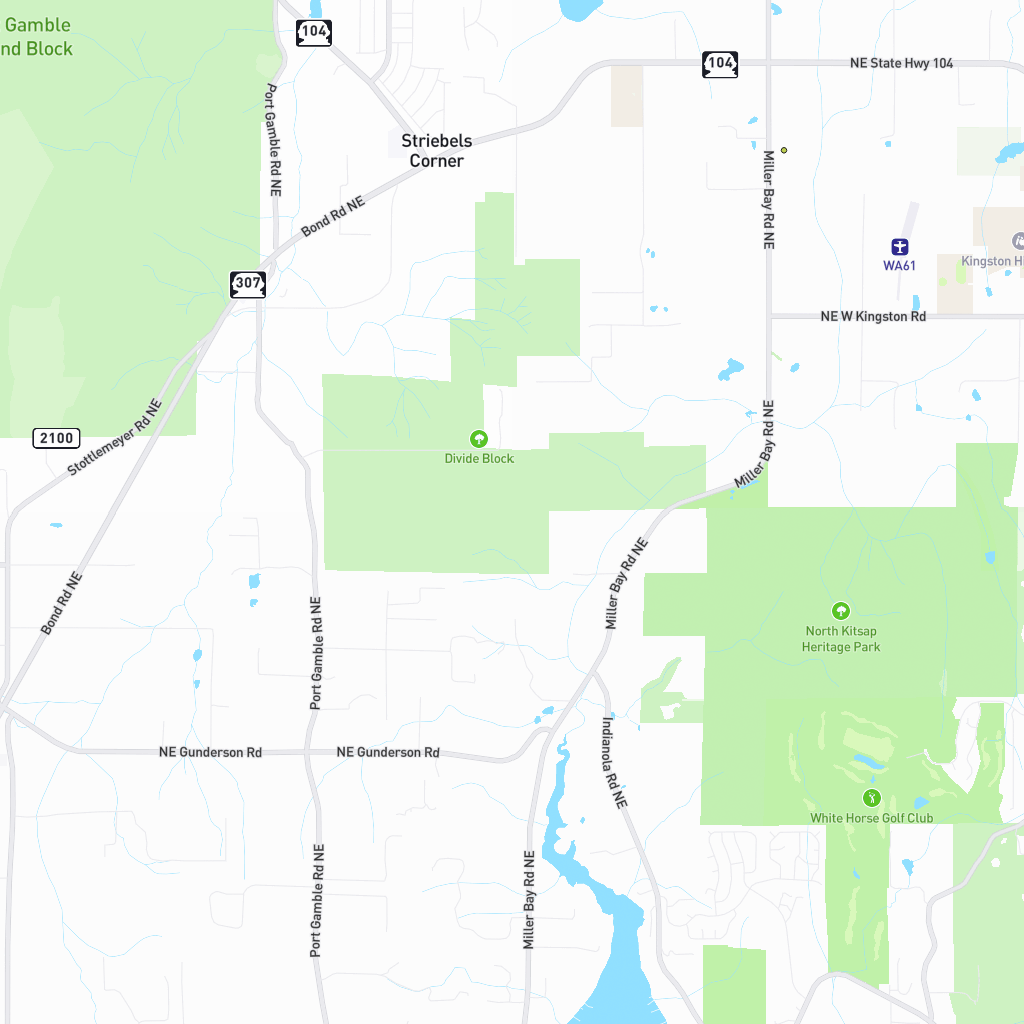 Gamble
nd Block
104
104
NE State Hwy 104
Port Gamble Rd NE
Striebels
Corner
Miller Bay Rd NE
Bond Rd NE
WA61
Kingston Hi
307
NE W Kingston Rd
Stottlemeyer Rd NE
2100
Miller Bay Rd NE
Divide Block
Miller Bay Rd NE
Bond Rd NE
Port Gamble Rd NE
North Kitsap
Heritage Park
Indianola Rd NE
NE Gunderson Rd
NE Gunderson Rd
White Horse Golf Club
Port Gamble Rd NE
Miller Bay Rd NE